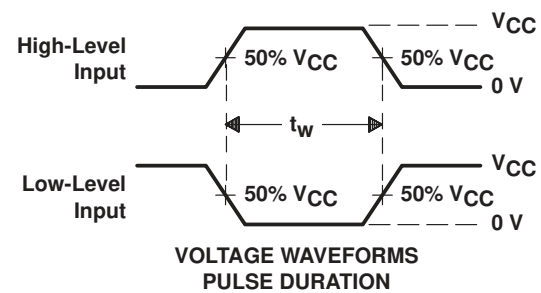 VCC
High-Level
Input
50% VCC
50% VCC
0 V
tw
VCC
Low-Level
Input
50% VCC
50% VCC
0 V
VOLTAGE WAVEFORMS
PULSE DURATION